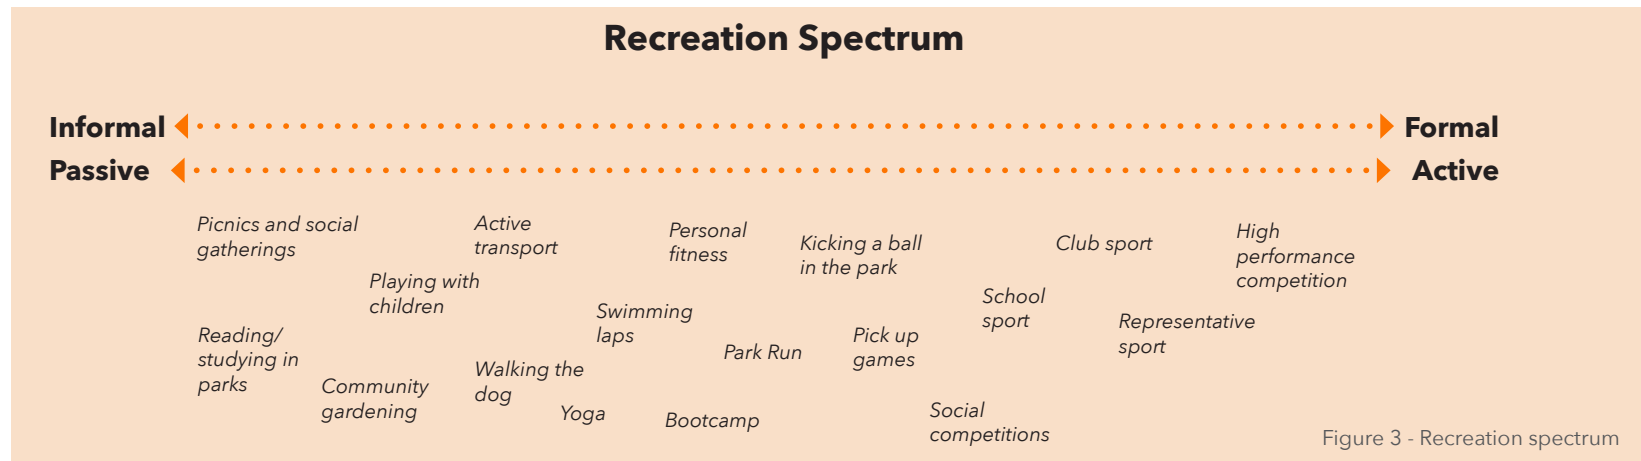 Recreation Spectrum
Informal
Formal
Passive
Active
Picnics and social
gatherings
Active
transport
Personal
fitness
Kicking a ball
in the park
Club sport
High
performance
competition
Playing with
children
Swimming
laps
School
sport
Representative
sport
Reading/
studying in
parks
Park Run
Pick up
games
Community
gardening
Walking the
dog
Yoga
Bootcamp
Social
competitions
Figure 3 - Recreation spectrum